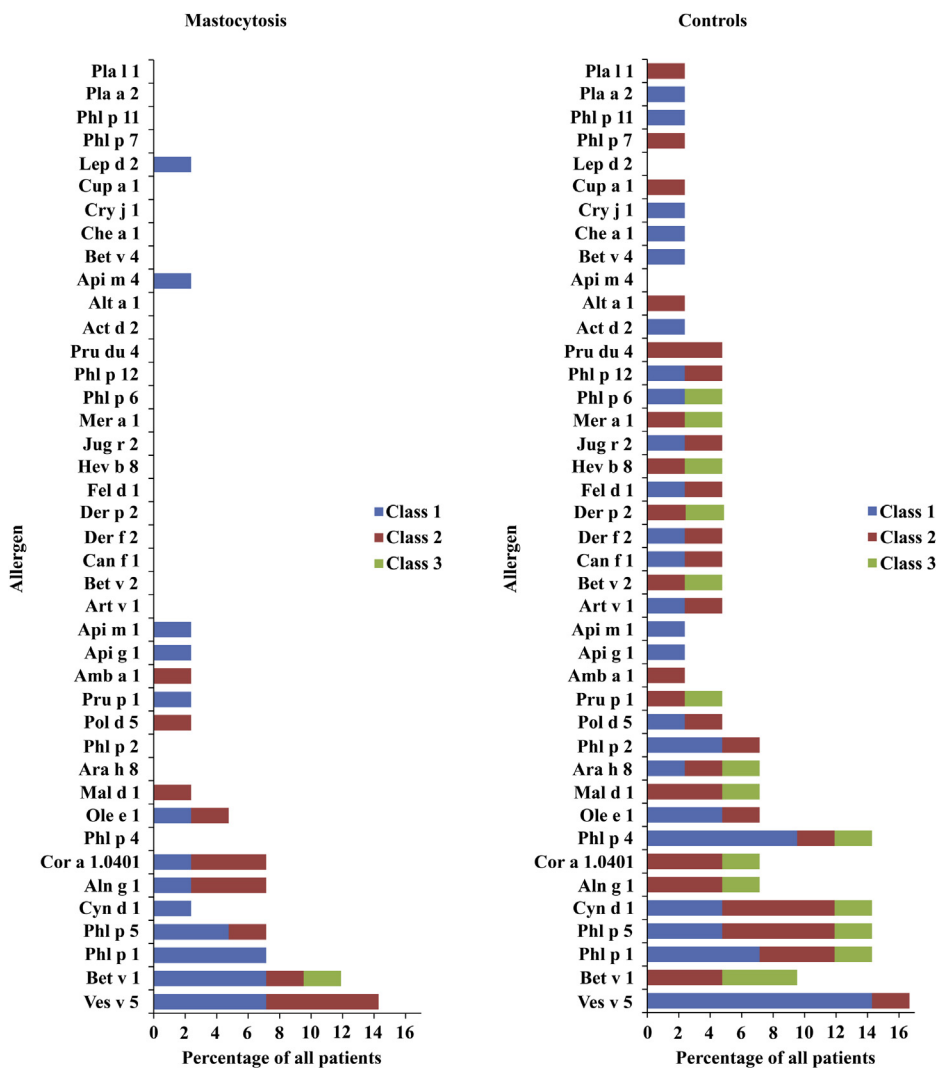 Mastocytosis
Pla l 1
Pla a 2
Phl p 11
Phl p 7
Lep d 2
Cup a 1
Cry j 1
Che a 1
Bet v 4
Api m 4
Alt a 1
Act d 2
Pru du 4
Phl p 12
Phl p 6
Mer a 1
Jug r 2
Hev b 8
Fel d 1
Der p 2
Der f 2
Can f 1
Bet v 2
Art v 1
Api m 1
Api g 1
Amb a 1
Pru p 1
Pol d 5
Phl p 2
Ara h 8
Mal d 1
Ole e 1
Phl p 4
Cor a 1.0401
Aln g 1
Cyn d 1
Phl p 5
Phl p 1
Bet v 1
Ves v 5
Allergen
Class 1
Class 2
Class 3
0 2 4 6 8 10 12 14 16
Percentage of all patients
Controls
Pla l 1
Pla a 2
Phl p 11
Phl p 7
Lep d 2
Cup a 1
Cry j 1
Che a 1
Bet v 4
Api m 4
Alt a 1
Act d 2
Pru du 4
Phl p 12
Phl p 6
Mer a 1
Jug r 2
Hev b 8
Fel d 1
Der p 2
Der f 2
Can f 1
Bet v 2
Art v 1
Api m 1
Api g 1
Amb a 1
Pru p 1
Pol d 5
Phl p 2
Ara h 8
Mal d 1
Ole e 1
Phl p 4
Cor a 1.0401
Aln g 1
Cyn d 1
Phl p 5
Phl p 1
Bet v 1
Ves v 5
Allergen
Class 1
Class 2
Class 3
0 2 4 6 8 10 12 14 16
Percentage of all patients